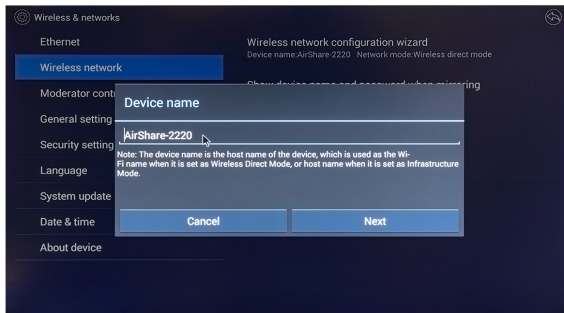 Wireless & networks
Ethernet
Wireless network
Moderator cont
General setting
Security setting
Language
System update
Date & time
About device
Wireless network configuration wizard
Device name:AirShare-2220 Network mode:Wireless direct mode
Show device name and password when mirroring
Device name
AirShare-2220
Note: The device name is the host name of the device, which is used as the Wi-
Fi name when it is set as Wireless Direct Mode, or host name when it is set as Infrastructure
Mode.
Cancel
Next